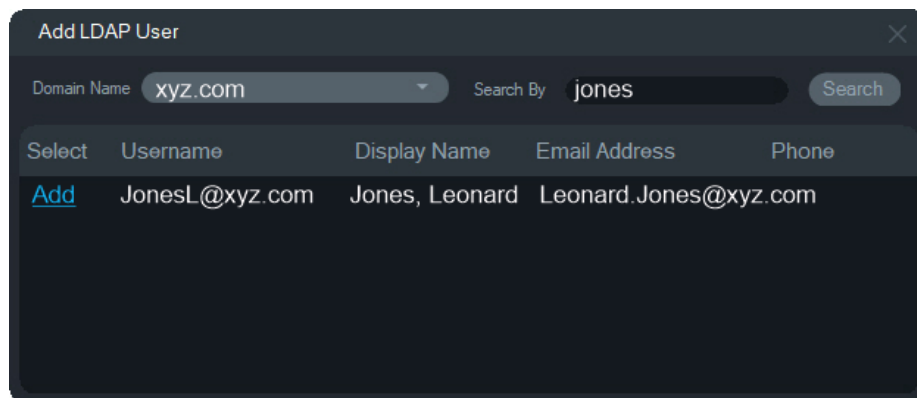 Add LDAP User
Domain Name xyz.com Search By jones Search
Select Username Display Name Email Address Phone
Add JonesL@xyz.com Jones, Leonard Leonard.Jones@xyz.com